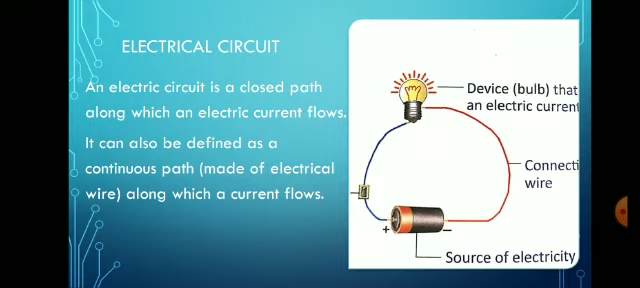 ELECTRICAL CIRCUIT
An electric circuit is a closed path
along which an electric current flows.
It can also be defined as a
continuous path (made of electrical
wire) along which a current flows.
Device (bulb) that
an electric current
Connecti
wire
+
−
Source of electricity